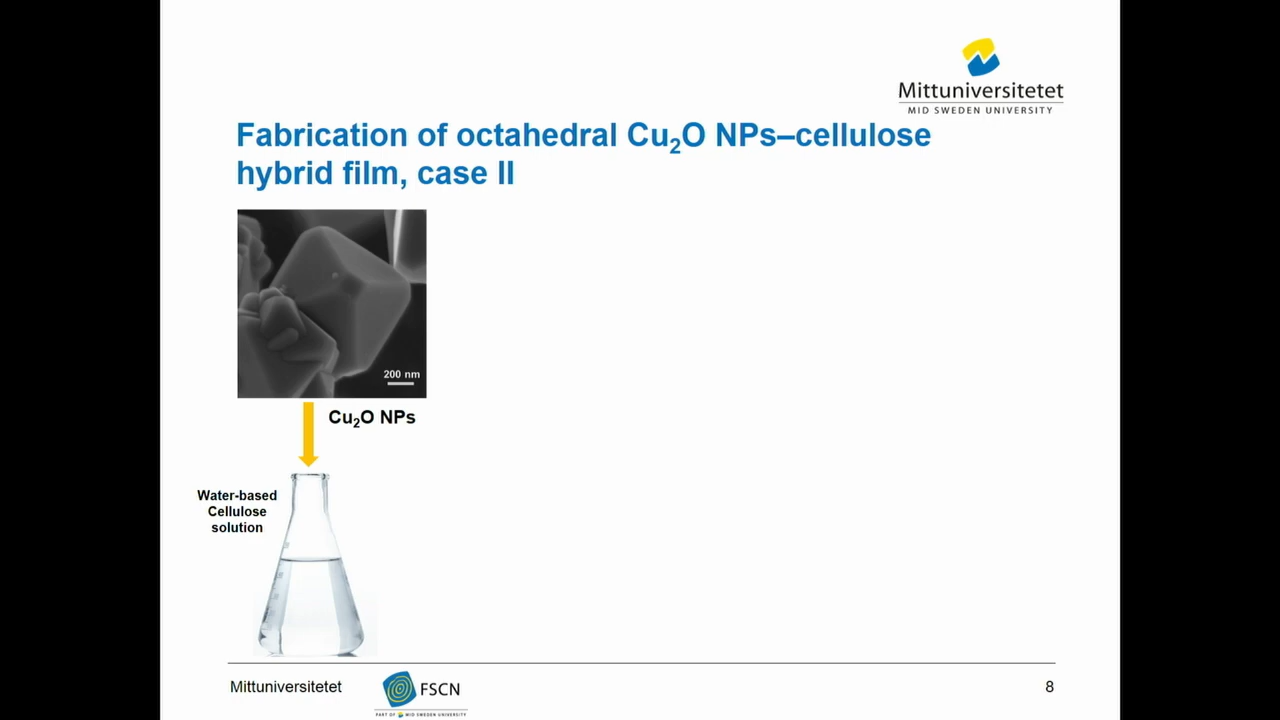 Mittuniversitetet
MID SWEDEN UNIVERSITY
Fabrication of octahedral Cu₂O NPs–cellulose
hybrid film, case II
200 nm
Cu₂O NPs
Water-based
Cellulose
solution
Mittuniversitetet
FSCN
PART OF MID SWEDEN UNIVERSITY
8